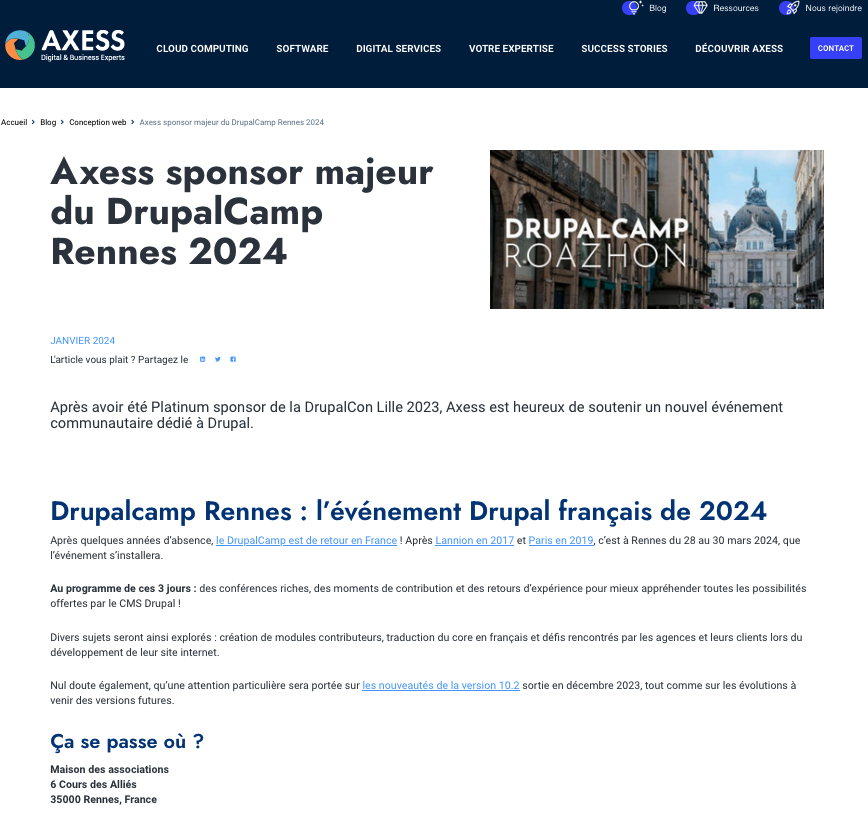 Blog
Ressources
Nous rejoindre
AXESS
Digital & Business Experts
CLOUD COMPUTING
SOFTWARE
DIGITAL SERVICES
VOTRE EXPERTISE
SUCCESS STORIES
DÉCOUVRIR AXESS
CONTACT
Accueil > Blog > Conception web > Axess sponsor majeur du DrupalCamp Rennes 2024
Axess sponsor majeur
du DrupalCamp
Rennes 2024
DRUPALCAMP
ROAZHON
JANVIER 2024
L'article vous plait ? Partagez le
Après avoir été Platinum sponsor de la DrupalCon Lille 2023, Axess est heureux de soutenir un nouvel événement
communautaire dédié à Drupal.
Drupalcamp Rennes : l'événement Drupal français de 2024
Après quelques années d'absence, le DrupalCamp est de retour en France ! Après Lannion en 2017 et Paris en 2019, c'est à Rennes du 28 au 30 mars 2024, que
l'événement s'installera.
Au programme de ces 3 jours : des conférences riches, des moments de contribution et des retours d'expérience pour mieux appréhender toutes les possibilités
offertes par le CMS Drupal !
Divers sujets seront ainsi explorés : création de modules contributeurs, traduction du core en français et défis rencontrés par les agences et leurs clients lors du
développement de leur site internet.
Nul doute également, qu'une attention particulière sera portée sur les nouveautés de la version 10.2 sortie en décembre 2023, tout comme sur les évolutions à
venir des versions futures.
Ça se passe où ?
Maison des associations
6 Cours des Alliés
35000 Rennes, France